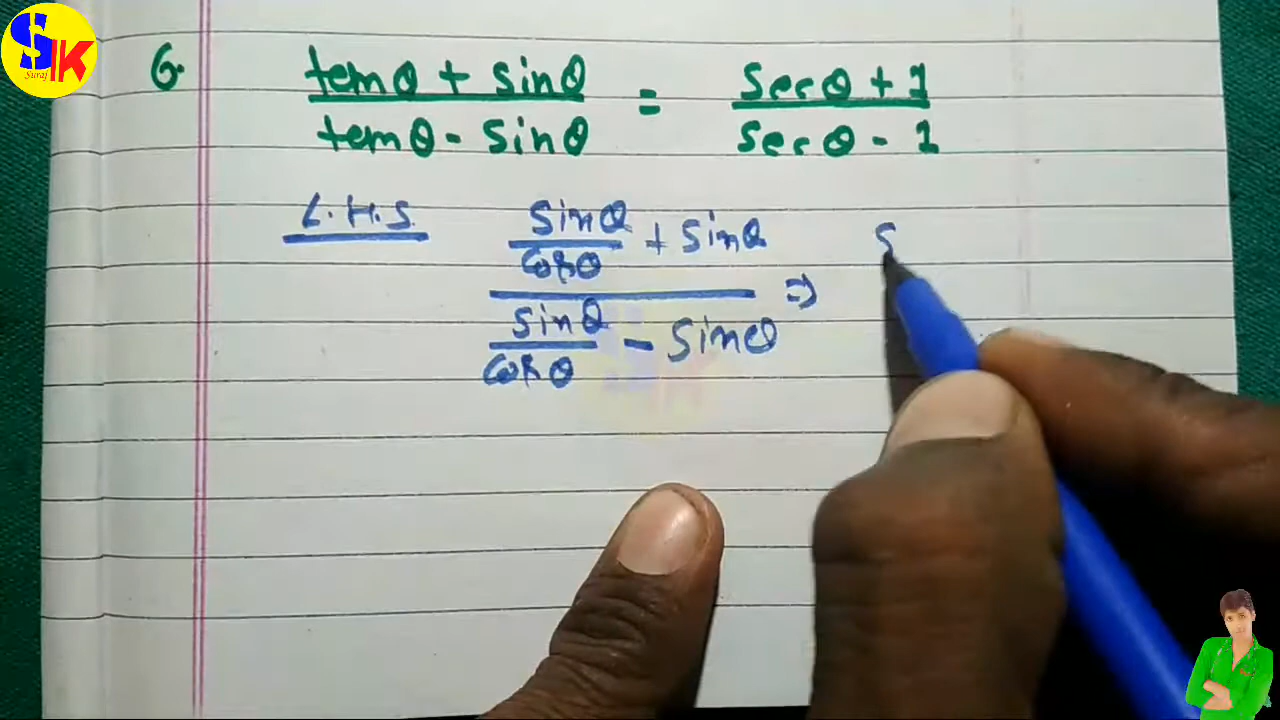 SK
Suraj
6. tanθ + sinθ = secθ + 1
tanθ - sinθ secθ - 1
L.H.S. sinθ + sinθ S
cosθ
⇒
sinθ - sinθ
cosθ